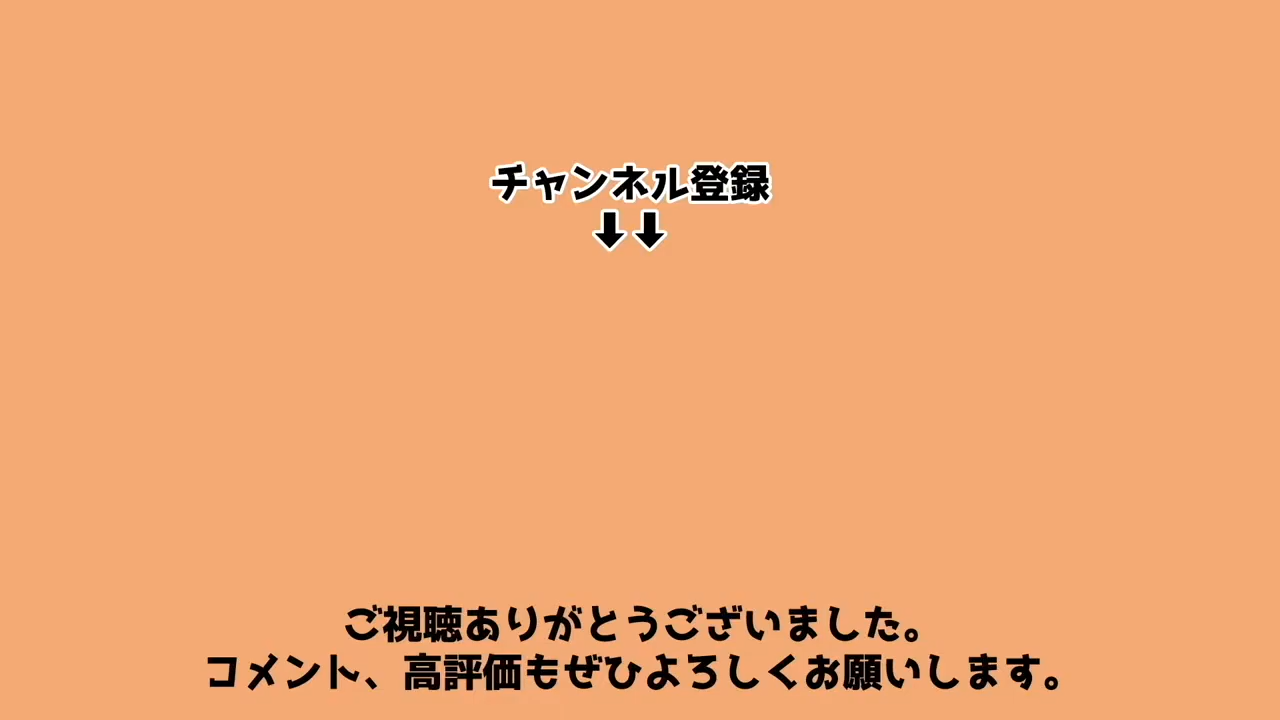 チャンネル登録
⬇⬇
ご視聴ありがとうございました。
コメント、高評価もぜひよろしくお願いします。